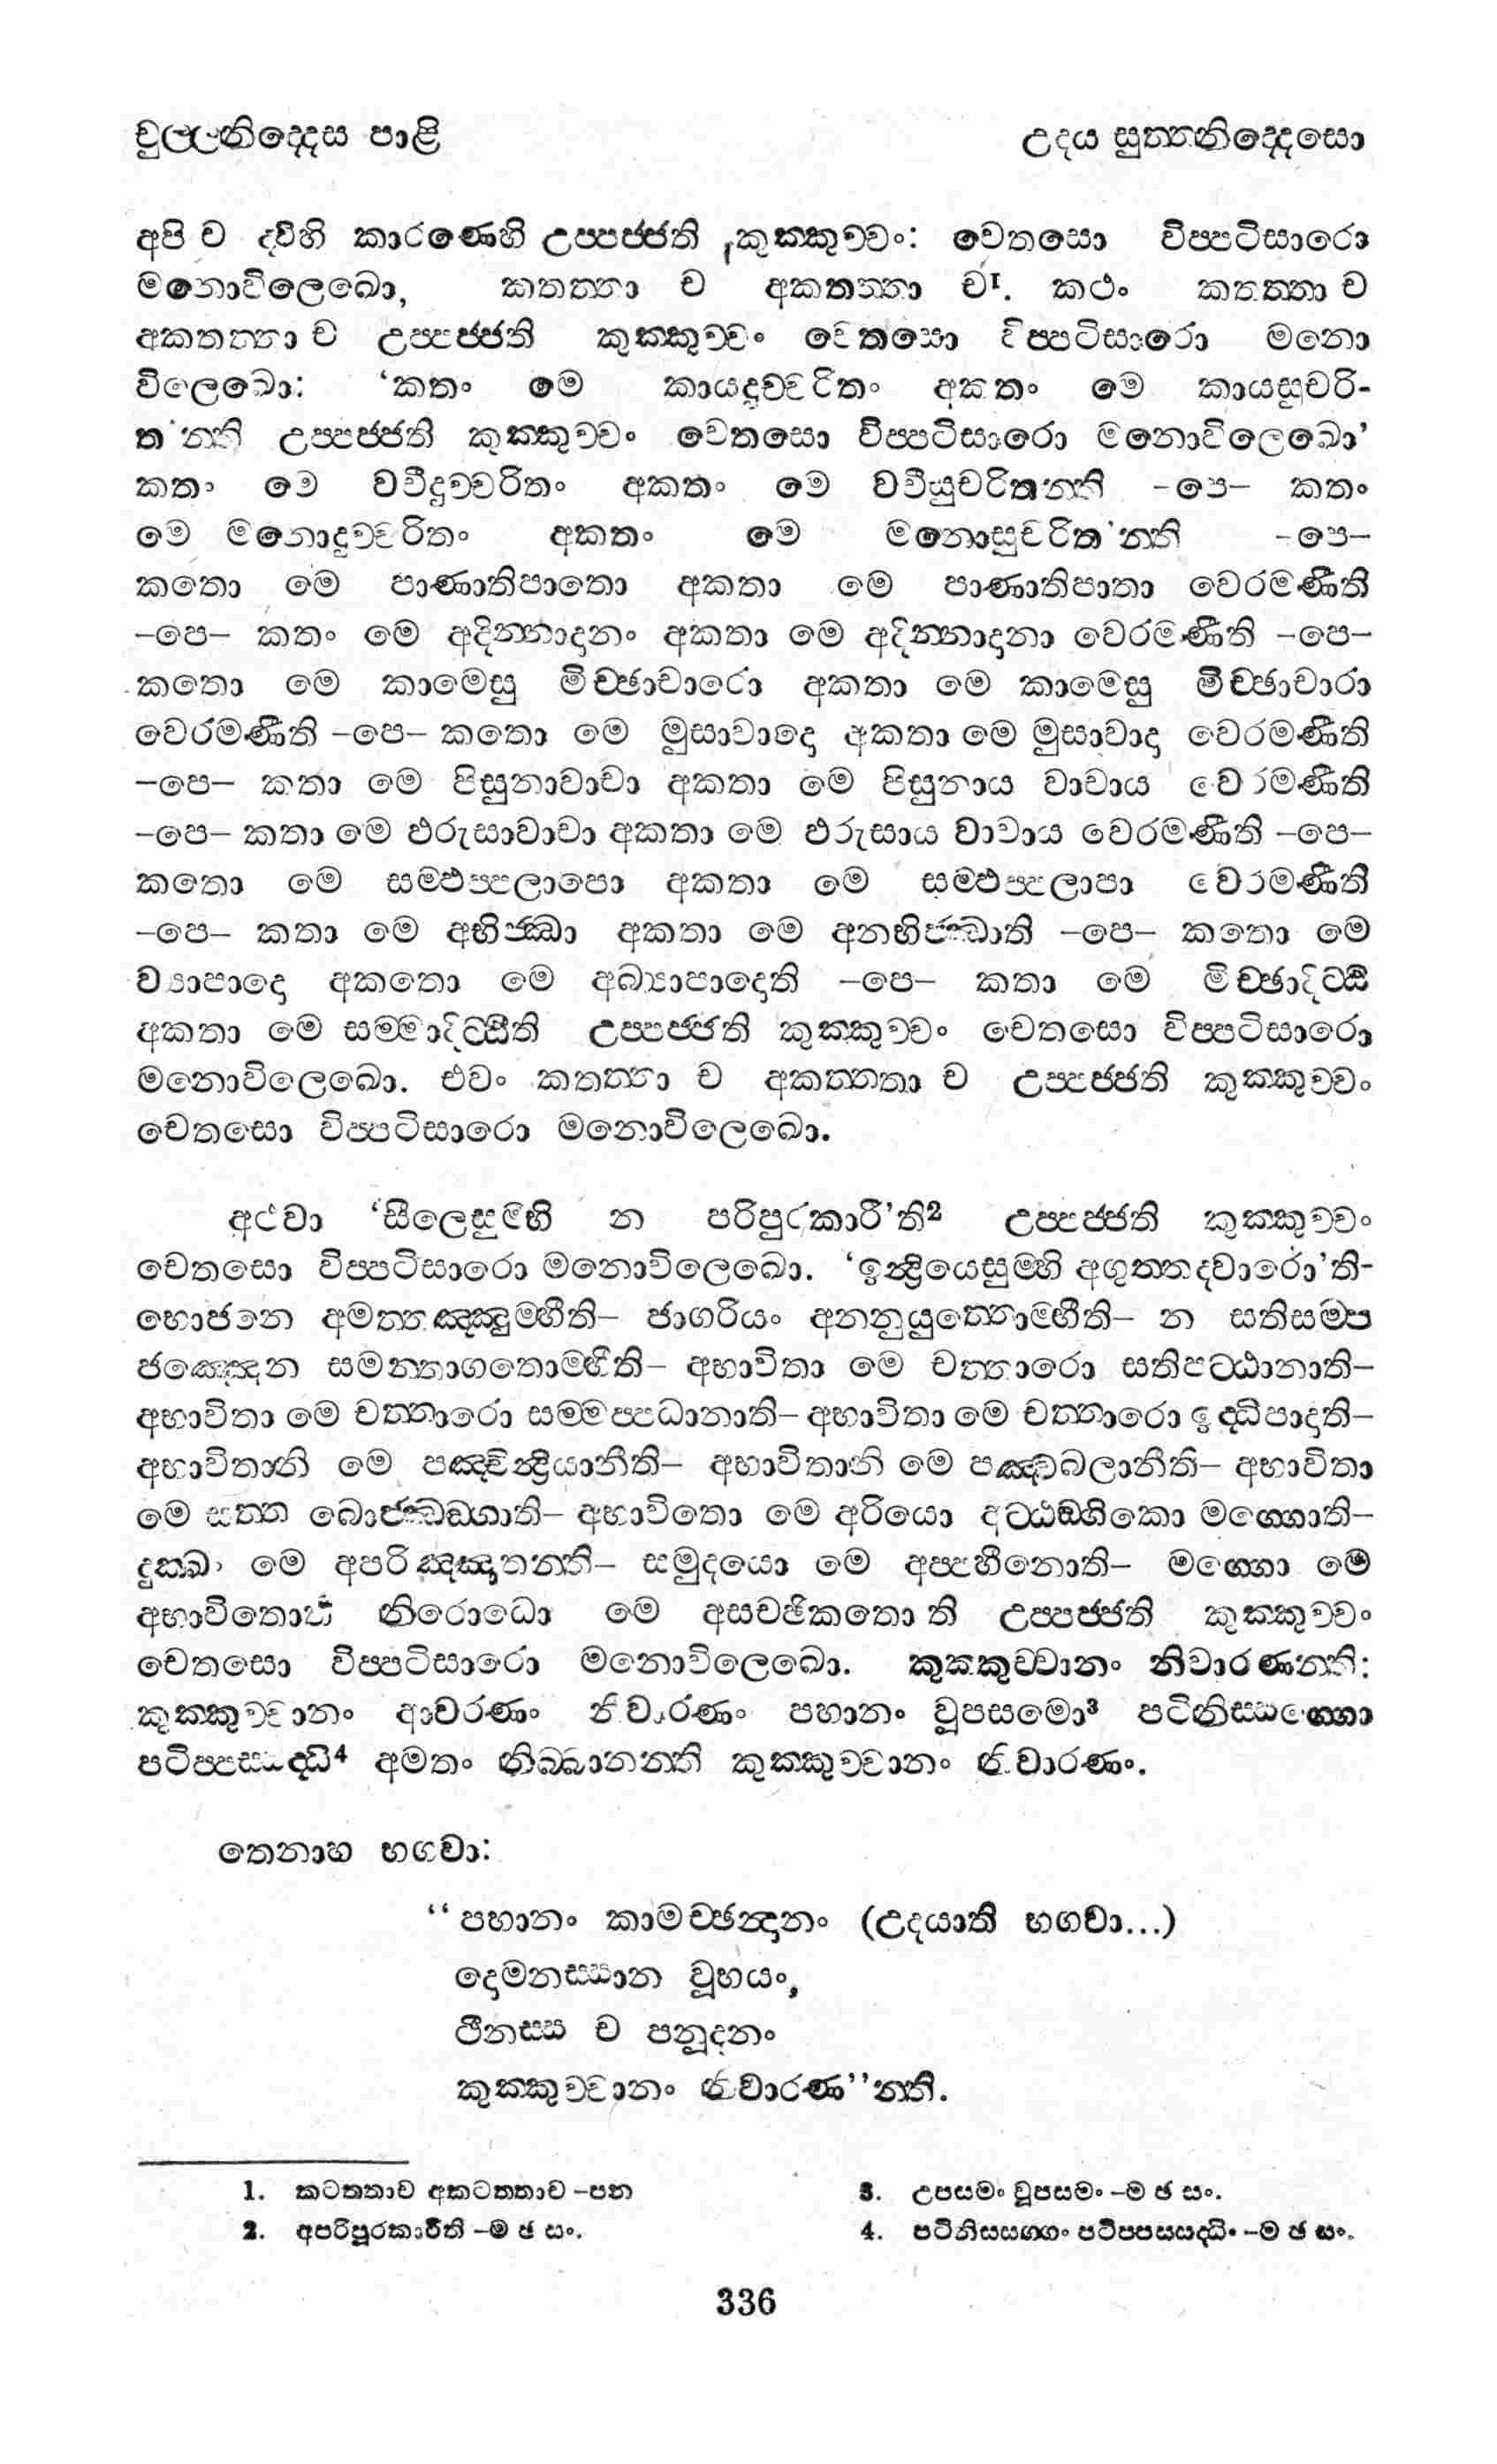 චුල්ලනිද්දෙස පාළි
උදය සුත්තනිද්දෙසො
අපි ච ද්වීහි කාරණෙහි උප්පජ්ජති කුක්කුච්චං: චෙතසො විප්පටිසාරො
මනොවිලෙඛො, කතත්තා ච අකතත්තා ච¹. කථං කතත්තා ච
අකතත්තා ච උප්පජ්ජති කුක්කුච්චං චෙතසො විප්පටිසාරො මනො
විලෙඛො: ‘කතං මෙ කායදුච්චරිතං අකතං මෙ කායසුචරි-
ත'න්ති උප්පජ්ජති කුක්කුච්චං චෙතසො විප්පටිසාරො මනොවිලෙඛො’
කතං මෙ වචීදුච්චරිතං අකතං මෙ වචීසුචරිතන්ති -පෙ- කතං
මෙ මනොදුච්චරිතං අකතං මෙ මනොසුචරිත'න්ති -පෙ-
කතො මෙ පාණාතිපාතො අකතා මෙ පාණාතිපාතා වෙරමණීති
-පෙ- කතං මෙ අදින්නාදානං අකතා මෙ අදින්නාදානා වෙරමණීති -පෙ-
කතො මෙ කාමෙසු මිච්ඡාචාරො අකතා මෙ කාමෙසු මිච්ඡාචාරා
වෙරමණීති -පෙ- කතො මෙ මුසාවාදො අකතා මෙ මුසාවාදා වෙරමණීති
-පෙ- කතා මෙ පිසුනාවාචා අකතා මෙ පිසුනාය වාචාය වෙරමණීති
-පෙ- කතා මෙ ඵරුසාවාචා අකතා මෙ ඵරුසාය වාචාය වෙරමණීති -පෙ-
කතො මෙ සම්ඵප්පලාපො අකතා මෙ සම්ඵප්පලාපා වෙරමණීති
-පෙ- කතා මෙ අභිජ්ඣා අකතා මෙ අනභිජ්ඣාති -පෙ- කතො මෙ
ව්‍යාපාදො අකතො මෙ අබ්‍යාපාදොති -පෙ- කතා මෙ මිච්ඡාදිට්ඨි
අකතා මෙ සම්මාදිට්ඨීති උප්පජ්ජති කුක්කුච්චං චෙතසො විප්පටිසාරො
මනොවිලෙඛො. එවං කතත්තා ච අකත්තතා ච උප්පජ්ජති කුක්කුච්චං
චෙතසො විප්පටිසාරො මනොවිලෙඛො.
අථවා ‘සීලෙසුම්හි න පරිපුරකාරී’ති² උප්පජ්ජති කුක්කුච්චං
චෙතසො විප්පටිසාරො මනොවිලෙඛො. ‘ඉන්ද්‍රියෙසුම්හි අගුත්තද්වාරො’ති-
භොජනෙ අමත්තඤ්ඤුම්හීති- ජාගරියං අනනුයුත්තොම්හීති- න සතිසම්ප
ජඤ්ඤෙන සමන්නාගතොම්හීති- අභාවිතා මෙ චත්තාරො සතිපට්ඨානාති-
අභාවිතා මෙ චත්තාරො සම්මප්පධානාති- අභාවිතා මෙ චත්තාරො ඉද්ධිපාදාති-
අභාවිතානි මෙ පඤ්චින්ද්‍රියානීති- අභාවිතානි මෙ පඤ්චබලානීති- අභාවිතා
මෙ සත්ත බොජ්ඣඞ්ගාති- අභාවිතො මෙ අරියො අට්ඨඞ්ගිකො මග්ගොති-
දුක්ඛං මෙ අපරිඤ්ඤාතන්ති- සමුදයො මෙ අප්පහීනොති- මග්ගො මෙ
අභාවිතොති නිරොධො මෙ අසච්ඡිකතො ති උප්පජ්ජති කුක්කුච්චං
චෙතසො විප්පටිසාරො මනොවිලෙඛො. කුක්කුච්චානං නිවාරණන්ති:
කුක්කුච්චානං ආවරණං නිවාරණං පහානං වූපසමො³ පටිනිස්සග්ගො
පටිප්පස්සද්ධි⁴ අමතං නිබ්බානන්ති කුක්කුච්චානං නිවාරණං.
තෙනාහ භගවා:
“පහානං කාමච්ඡන්දානං (උදයාති භගවා...)
දොමනස්සාන චූභයං,
ථීනස්ස ච පනූදනං
කුක්කුච්චානං නිවාරණ”න්ති.
1. කටත්තාච අකටත්තාච -පන
2. අපරිපූරකාරීති -ම ඡ සං.
3. උපසමං වූපසමං -ම ඡ සං.
4. පටිනිස්සග්ගං පටිප්පස්සද්ධිං -ම ඡ සං.
336